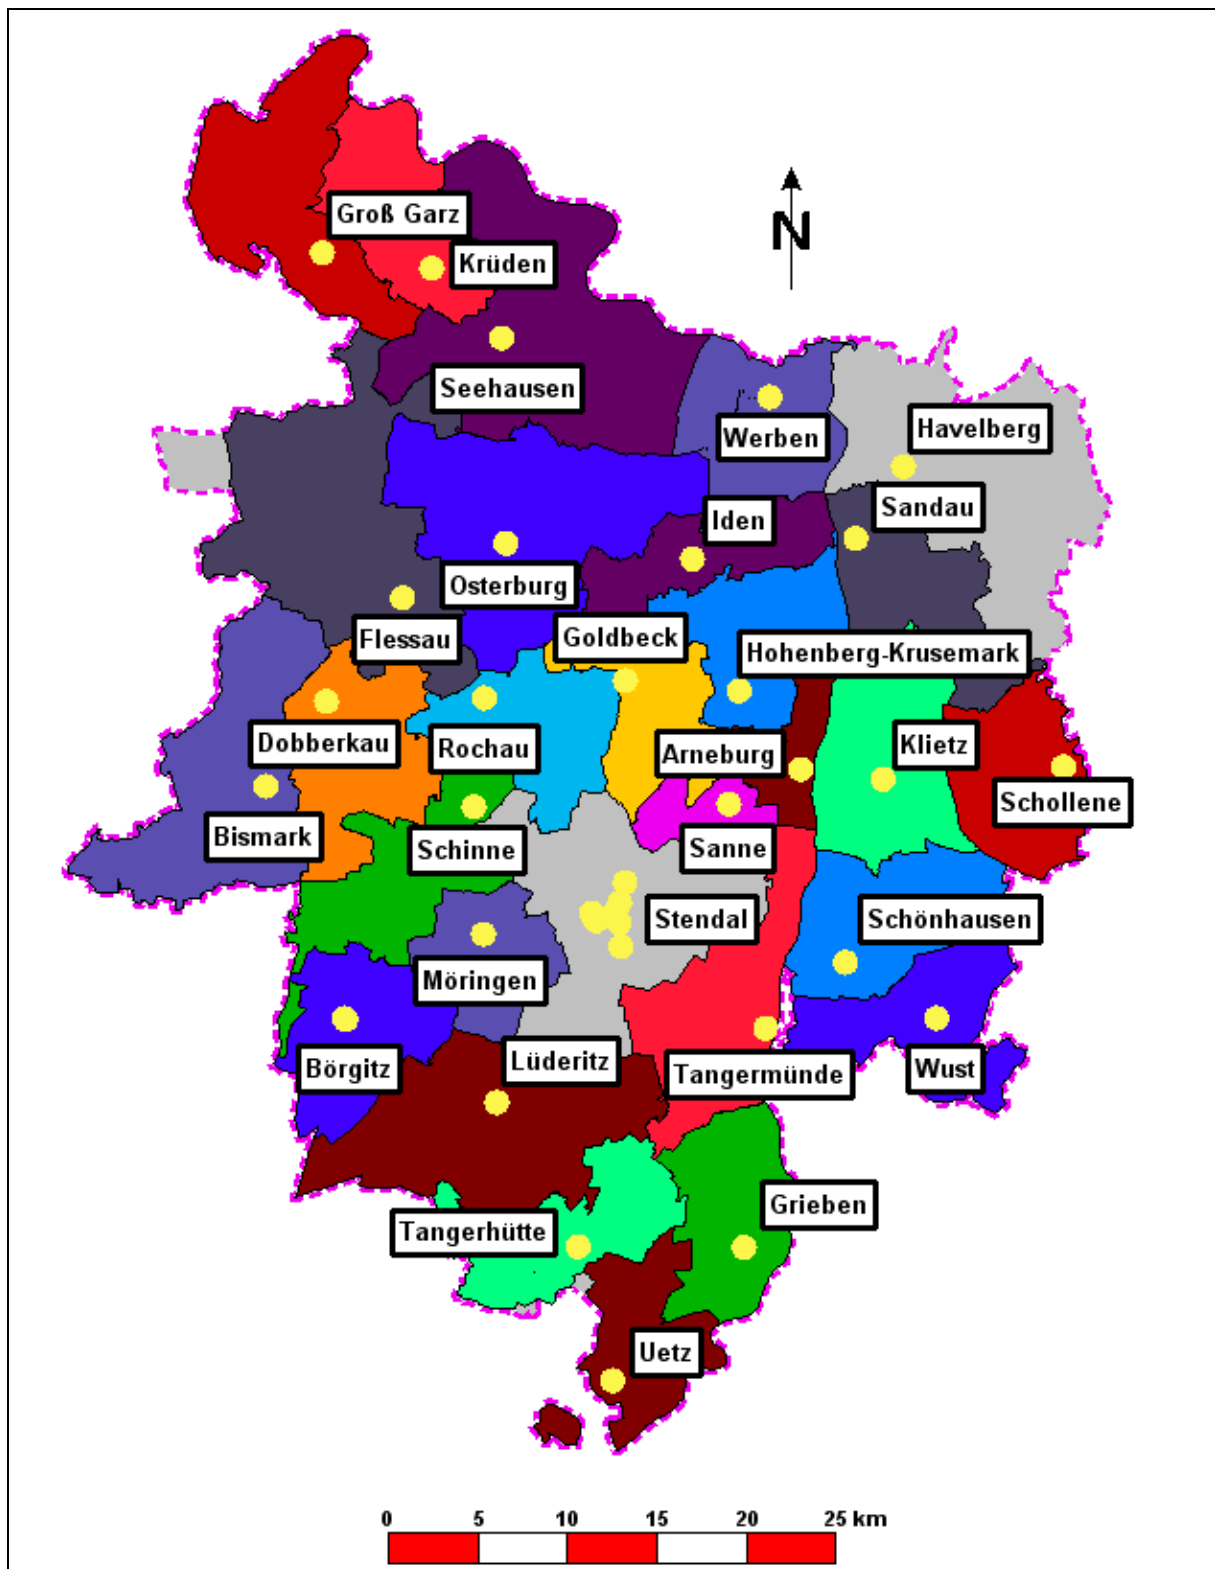 Groß Garz
Krüden
N
Seehausen
Werben
Havelberg
Iden
Sandau
Osterburg
Flessau
Goldbeck
Hohenberg-Krusemark
Dobberkau
Rochau
Arneburg
Klietz
Schollene
Bismark
Schinne
Sanne
Stendal
Schönhausen
Möringen
Börgitz
Lüderitz
Tangermünde
Wust
Grieben
Tangerhütte
Uetz
0 5 10 15 20 25 km